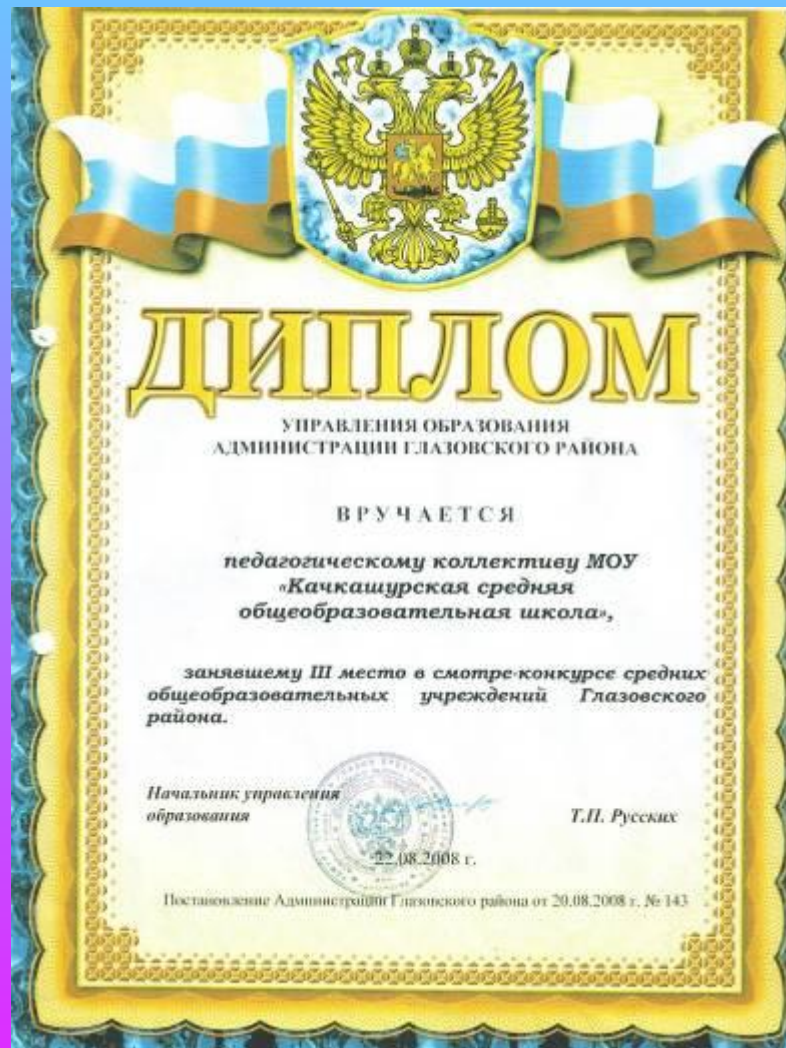 ДИПЛОМ
УПРАВЛЕНИЯ ОБРАЗОВАНИЯ
АДМИНИСТРАЦИИ ГЛАЗОВСКОГО РАЙОНА
ВРУЧАЕТСЯ
педагогическому коллективу МОУ
«Качкашурская средняя
общеобразовательная школа»,
занявшему III место в смотре-конкурсе средних
общеобразовательных учреждений Глазовского
района.
Начальник управления
образования
Т.П. Русских
22.08.2008 г.
Постановление Администрации Глазовского района от 20.08.2008 г. № 143